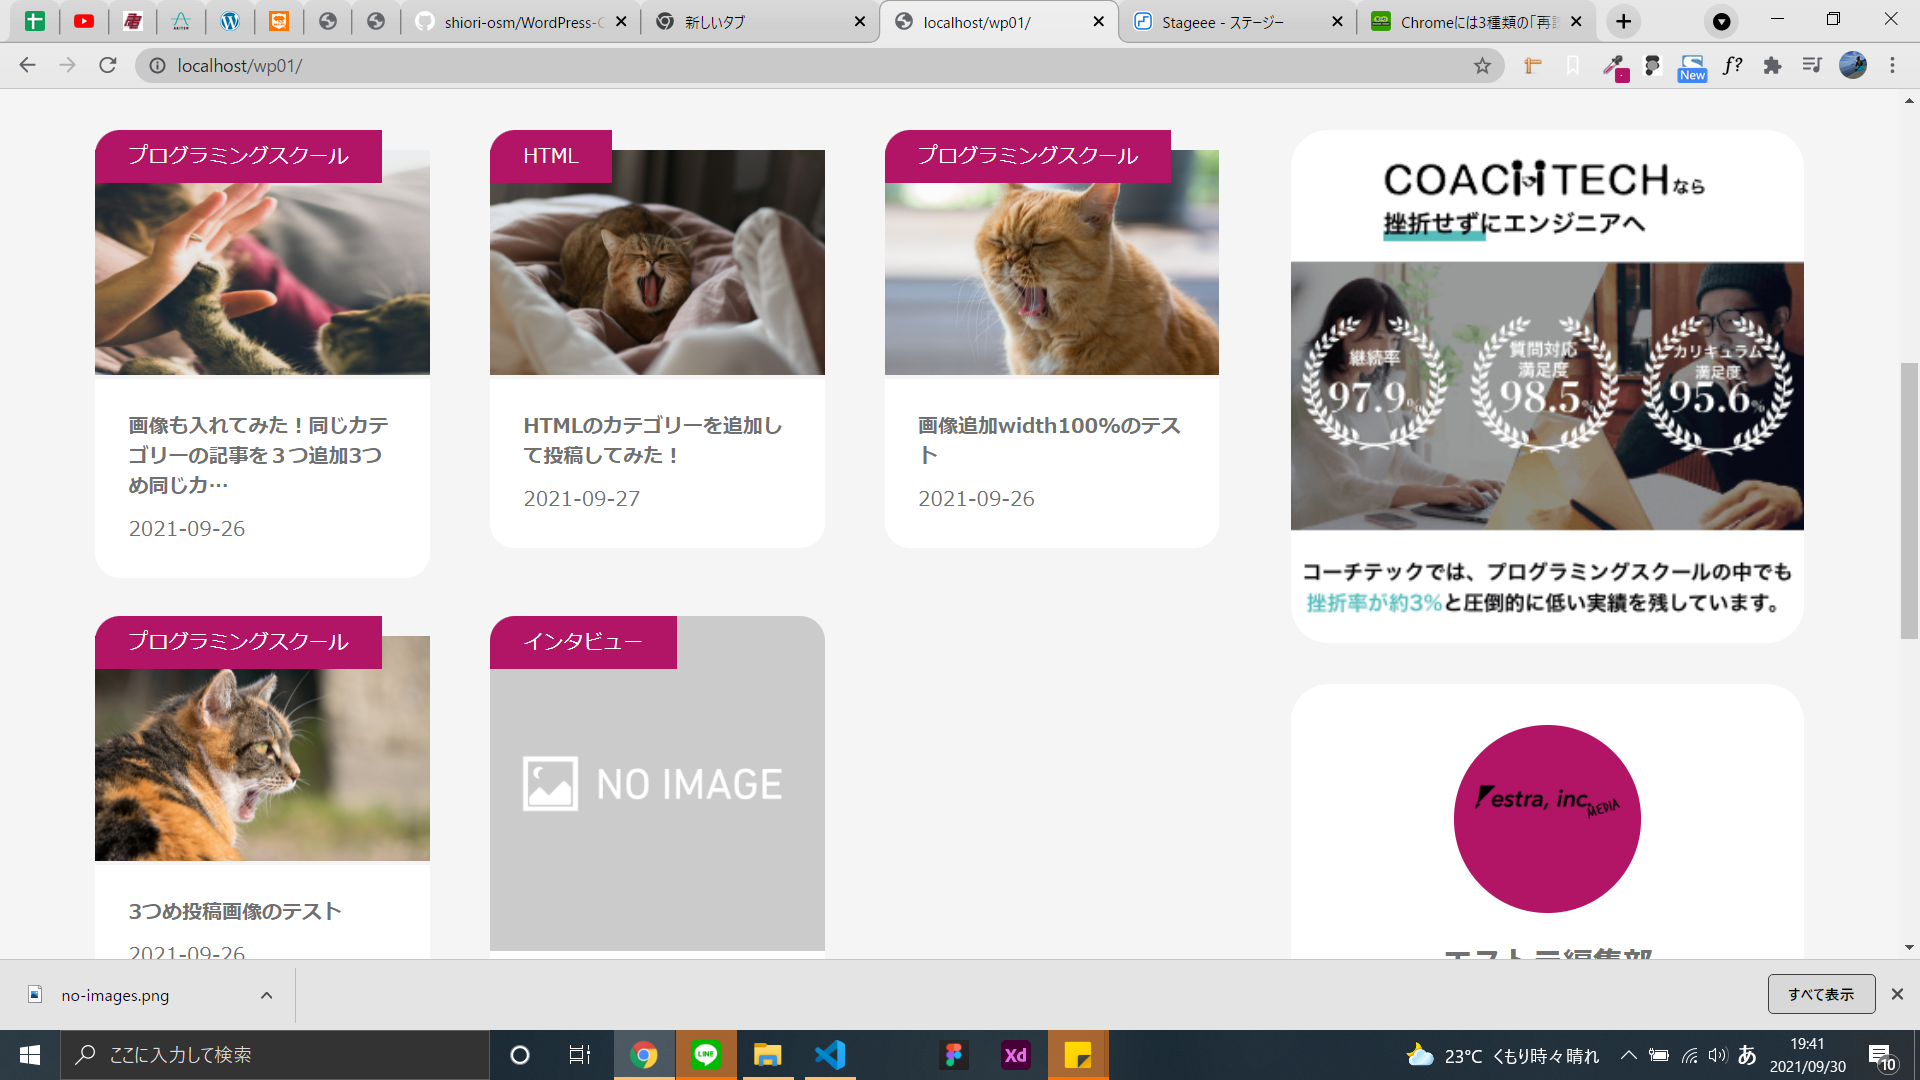 shiori-osm/WordPress-C
新しいタブ
localhost/wp01/
Stageee - ステージー
Chromeには3種類の「再
localhost/wp01/
New
f?
プログラミングスクール
画像も入れてみた！同じカテ
ゴリーの記事を３つ追加3つ
め同じカ…
2021-09-26
HTML
HTMLのカテゴリーを追加し
て投稿してみた！
2021-09-27
プログラミングスクール
画像追加width100%のテス
ト
2021-09-26
プログラミングスクール
3つめ投稿画像のテスト
2021-09-26
インタビュー
NO IMAGE
COACHTECHなら
挫折せずにエンジニアへ
継続率
97.9%
質問対応
満足度
98.5%
カリキュラム
満足度
95.6%
コーチテックでは、プログラミングスクールの中でも
挫折率が約3%と圧倒的に低い実績を残しています。
estra, inc.
MEDIA
エストラ編集部
no-images.png
すべて表示
ここに入力して検索
LINE
Xd
23°C くもり時々晴れ
あ
19:41
2021/09/30
10